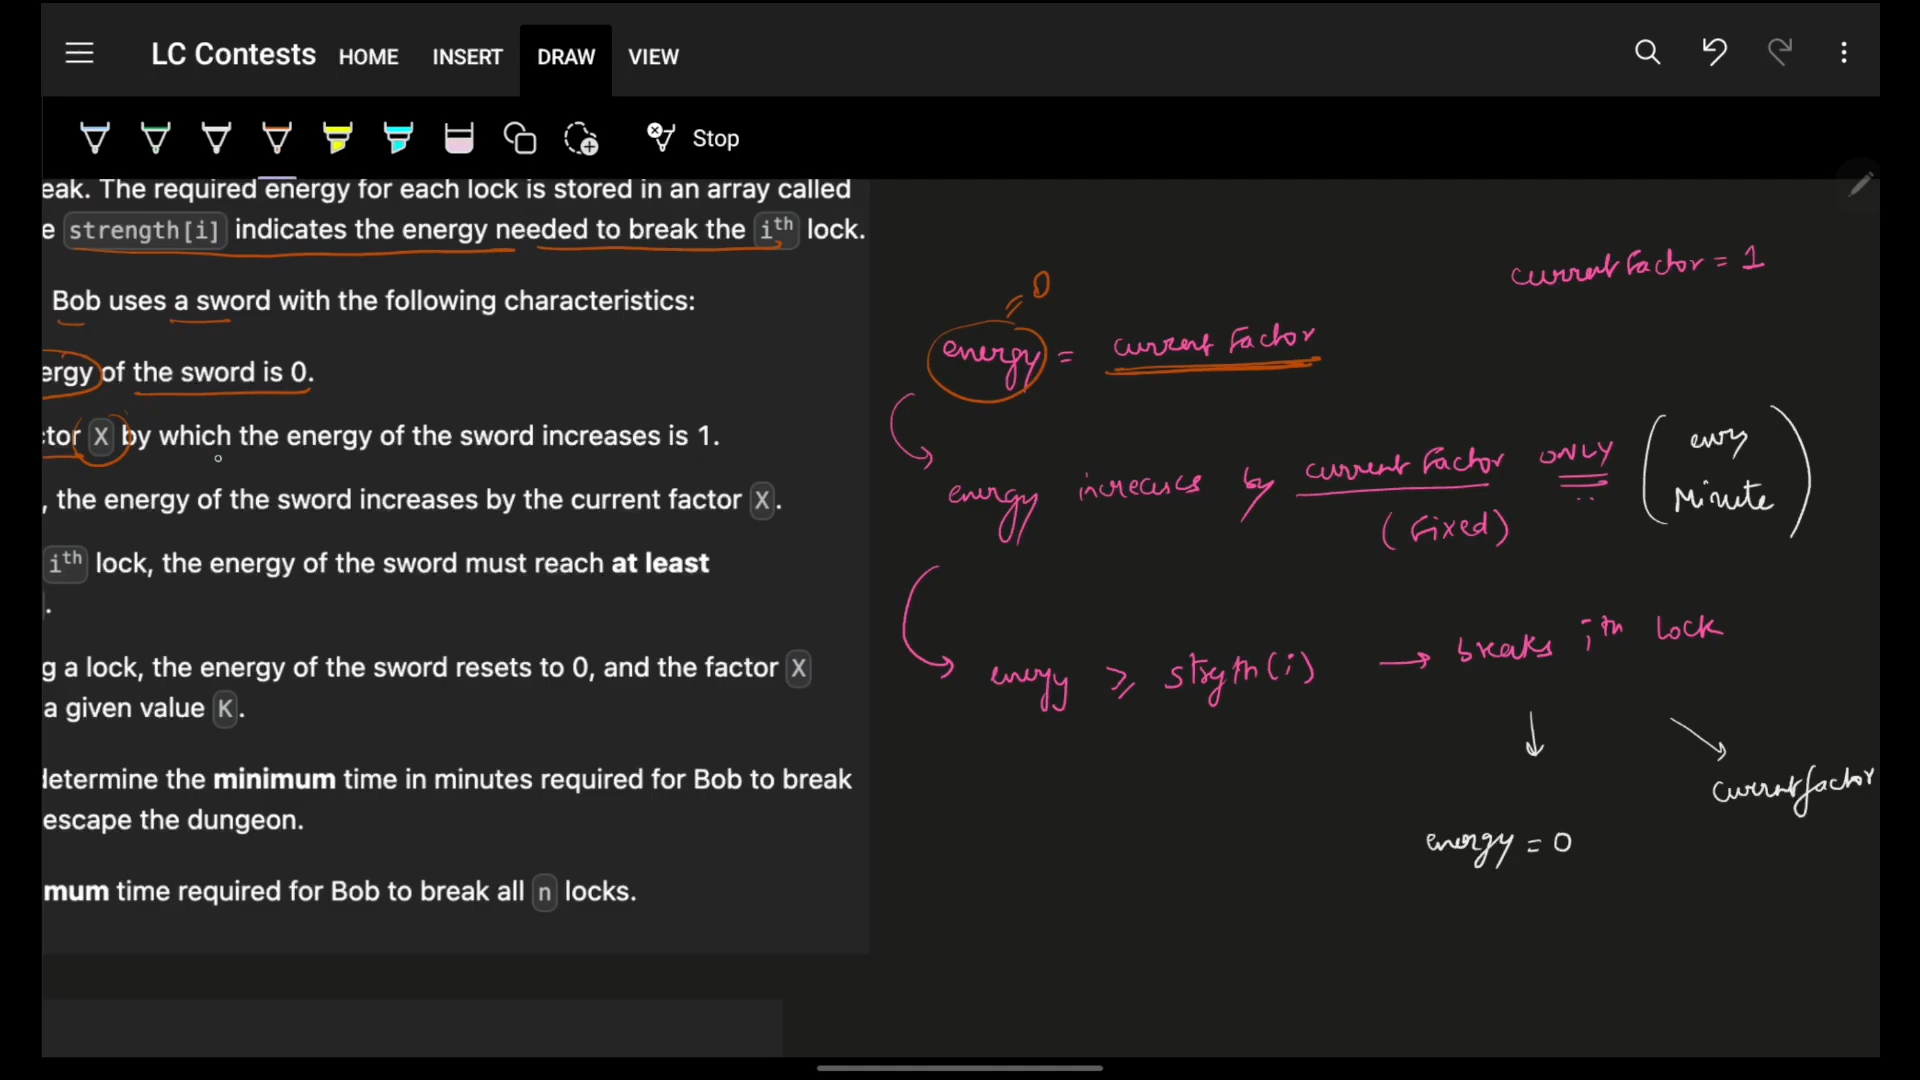 LC Contests HOME INSERT DRAW VIEW
Stop
eak. The required energy for each lock is stored in an array called
e strength[i] indicates the energy needed to break the ith lock.
Bob uses a sword with the following characteristics:
ergy of the sword is 0.
ctor X by which the energy of the sword increases is 1.
, the energy of the sword increases by the current factor X.
ith lock, the energy of the sword must reach at least
.
g a lock, the energy of the sword resets to 0, and the factor X
a given value K.
determine the minimum time in minutes required for Bob to break
escape the dungeon.
mum time required for Bob to break all n locks.
current Factor = 1
= 0
energy = current Factor
energy increases by current Factor ONLY
(Fixed)
( every
Minute )
energy ≥ (i) → breaks ith lock
currentfactor
energy = 0